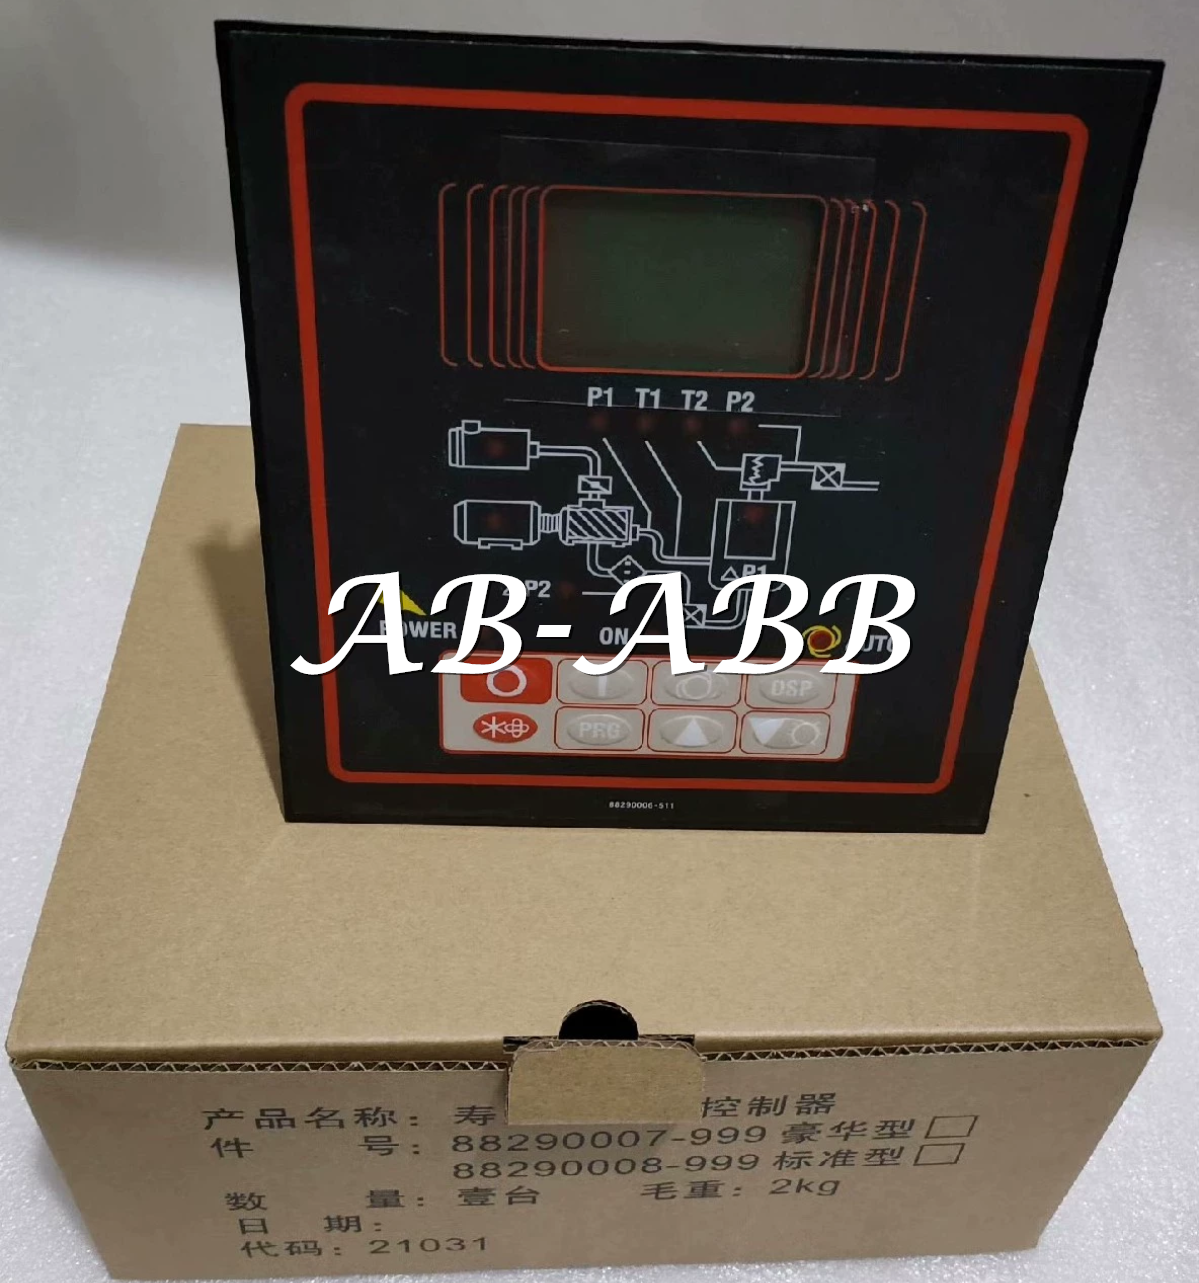 P1 T1 T2 P2
△P1
P2
AB-ABB
POWER
ON
AUTO
DSP
PRG
88290006-511
产品名称：寿 控制器
件 号：88290007-999 豪华型
88290008-999 标准型
数 量：壹台 毛重：2kg
日 期：
代码：21031